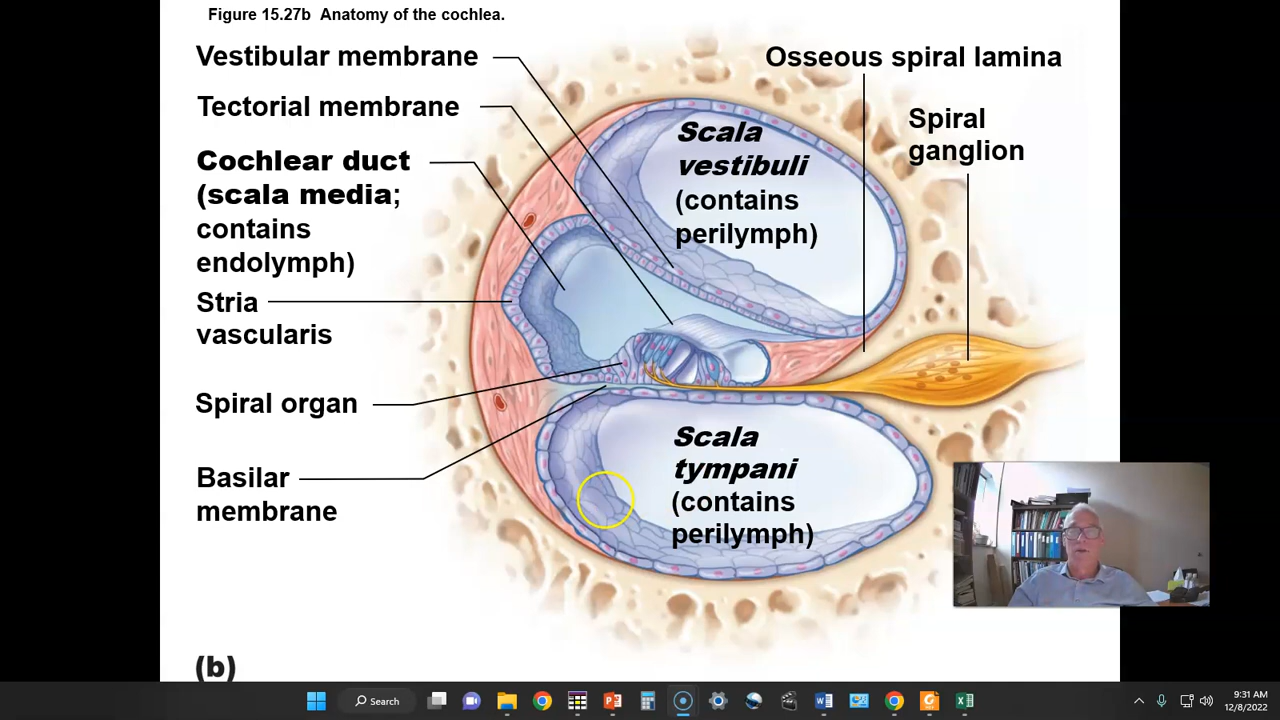 Figure 15.27b Anatomy of the cochlea.
Vestibular membrane
Osseous spiral lamina
Tectorial membrane
Spiral
ganglion
Scala
vestibuli
(contains
perilymph)
Cochlear duct
(scala media;
contains
endolymph)
Stria
vascularis
Spiral organ
Scala
tympani
(contains
perilymph)
Basilar
membrane
(b)
Search
9:31 AM
12/8/2022